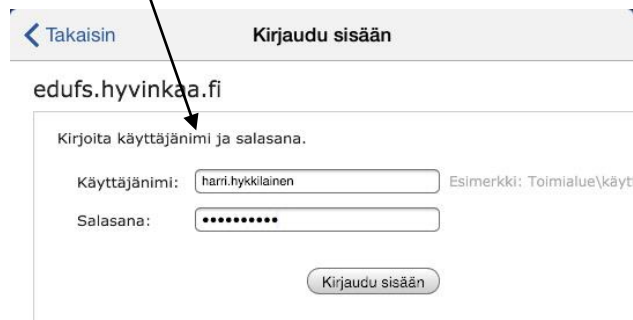 Takaisin Kirjaudu sisään
edufs.hyvinkaa.fi
Kirjoita käyttäjänimi ja salasana.
Käyttäjänimi: harri.hykkilainen Esimerkki: Toimialue\käyt
Salasana: ••••••••••
Kirjaudu sisään